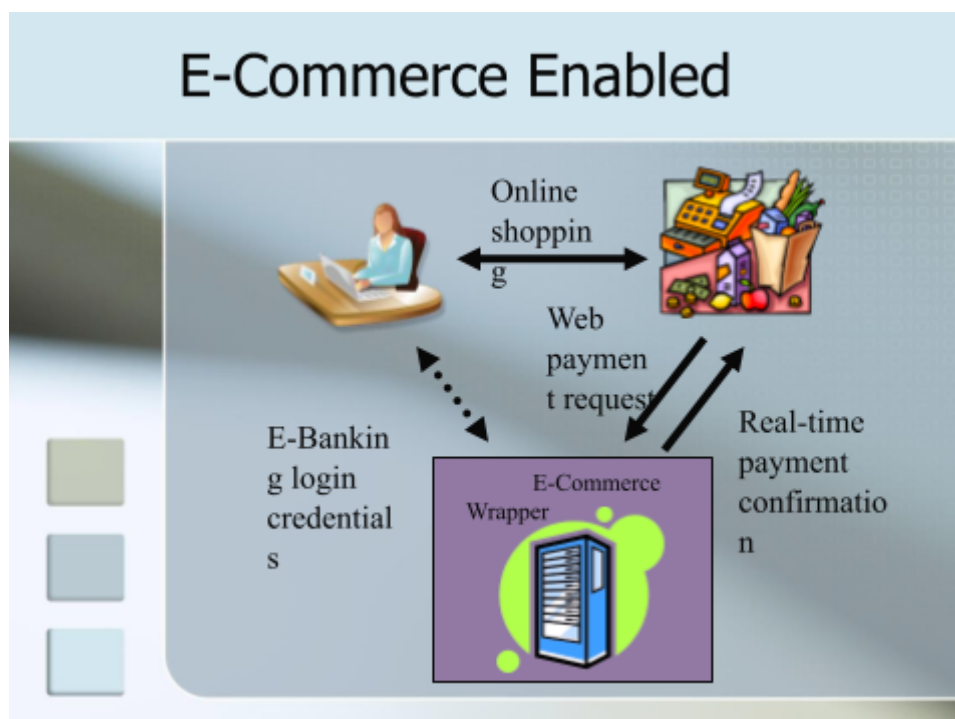 E-Commerce Enabled
Online
shoppin
g
Web
paymen
t request
E-Bankin
g login
credential
s
Real-time
payment
confirmatio
n
E-Commerce
Wrapper